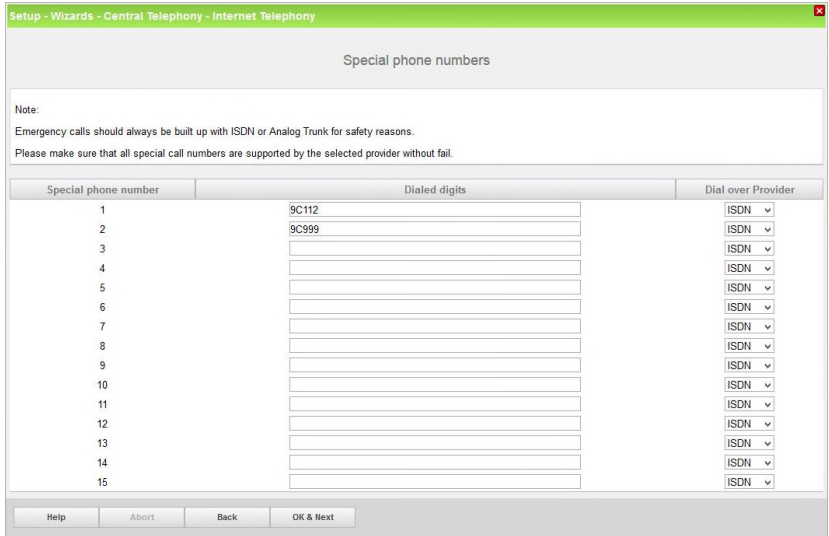 Setup - Wizards - Central Telephony - Internet Telephony
Special phone numbers
Note:
Emergency calls should always be built up with ISDN or Analog Trunk for safety reasons.
Please make sure that all special call numbers are supported by the selected provider without fail.
Special phone number Dialed digits Dial over Provider
1 9C112 ISDN
2 9C999 ISDN
3 ISDN
4 ISDN
5 ISDN
6 ISDN
7 ISDN
8 ISDN
9 ISDN
10 ISDN
11 ISDN
12 ISDN
13 ISDN
14 ISDN
15 ISDN
Help Abort Back OK & Next